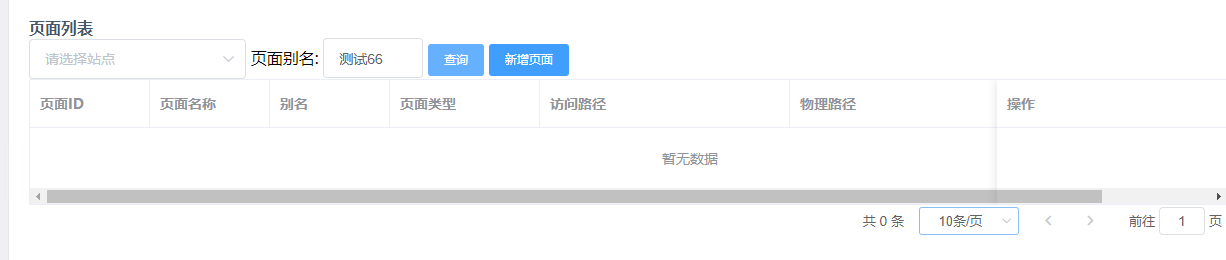 页面列表
请选择站点 页面别名: 测试66 查询 新增页面
页面ID 页面名称 别名 页面类型 访问路径 物理路径 操作
暂无数据
共 0 条 10条/页 前往 1 页